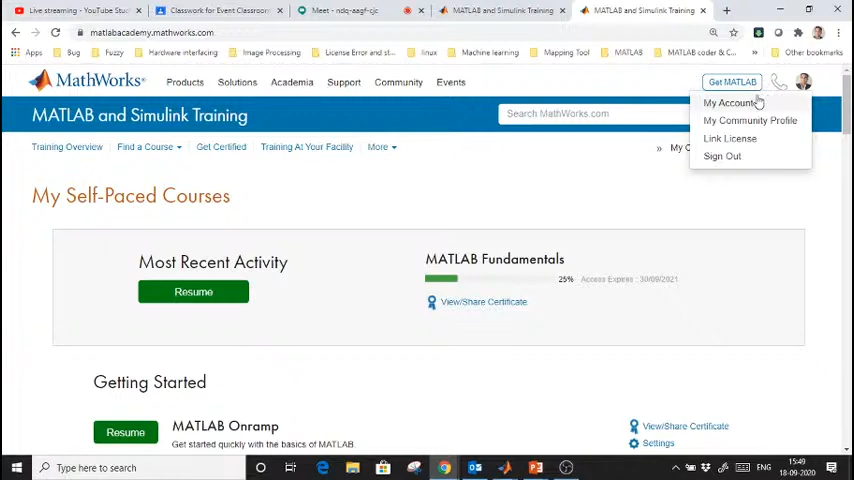 Live streaming - YouTube Stud
Classwork for Event-Classroom
Meet - ndq-aagf-cjc
MATLAB and Simulink Training
MATLAB and Simulink Training
matlabacademy.mathworks.com
Apps
Bug
Fuzzy
Hardware interfacing
Image Processing
License Error and st...
linux
Machine learning
Mapping Tool
MATLAB
MATLAB coder & C...
»
Other bookmarks
MathWorks®
Products
Solutions
Academia
Support
Community
Events
Get MATLAB
My Account
My Community Profile
Link License
Sign Out
MATLAB and Simulink Training
Search MathWorks.com
Training Overview
Find a Course
Get Certified
Training At Your Facility
More
» My C
My Self-Paced Courses
Most Recent Activity
Resume
MATLAB Fundamentals
25% Access Expires : 30/09/2021
View/Share Certificate
Getting Started
Resume
MATLAB Onramp
Get started quickly with the basics of MATLAB.
View/Share Certificate
Settings
Type here to search
ENG
15:49
18-09-2020